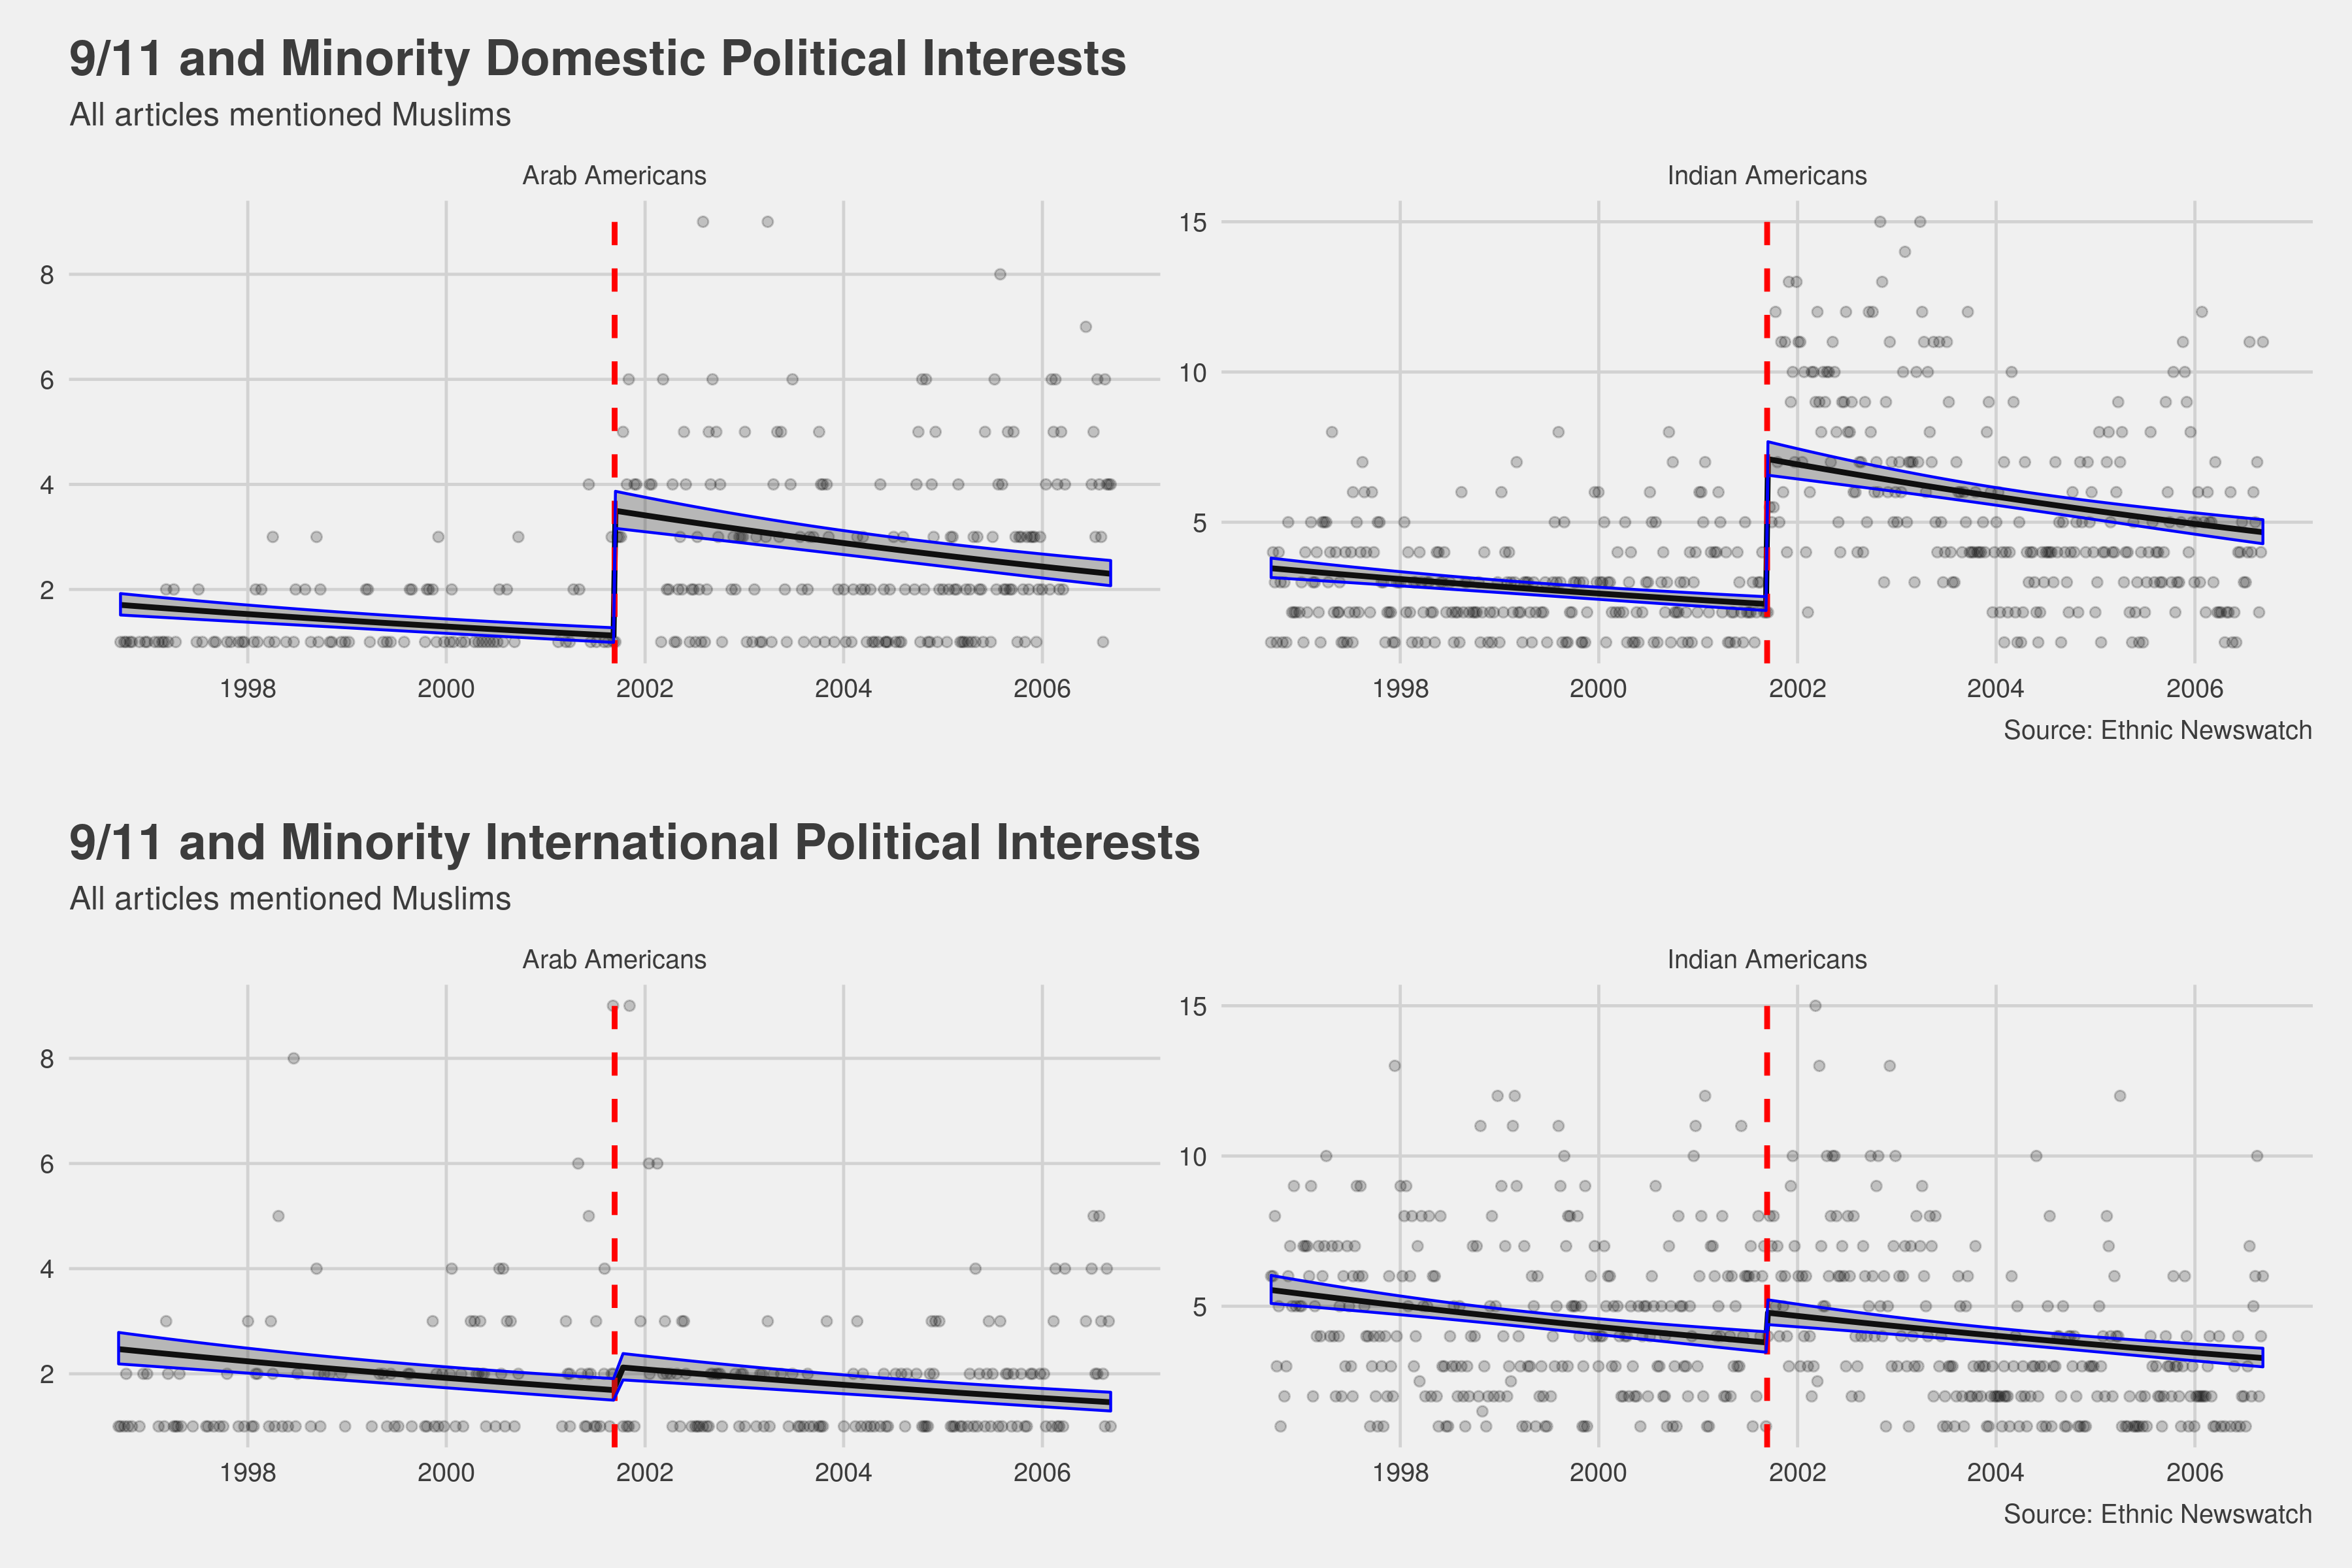 9/11 and Minority Domestic Political Interests
All articles mentioned Muslims
Arab Americans
Indian Americans
8
6
4
2
15
10
5
1998 2000 2002 2004 2006
1998 2000 2002 2004 2006
Source: Ethnic Newswatch
9/11 and Minority International Political Interests
All articles mentioned Muslims
Arab Americans
Indian Americans
8
6
4
2
15
10
5
1998 2000 2002 2004 2006
1998 2000 2002 2004 2006
Source: Ethnic Newswatch